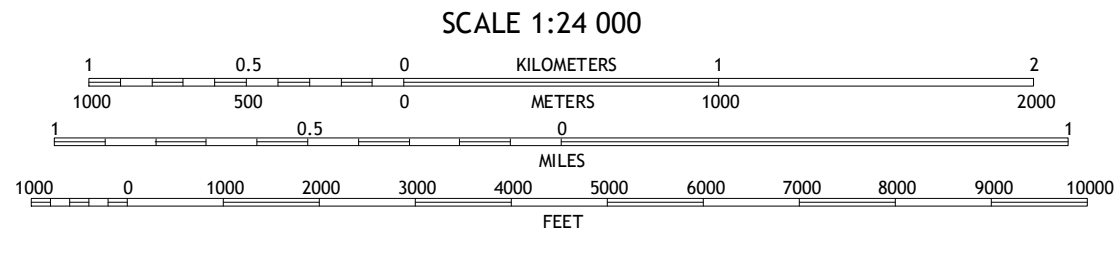 SCALE 1:24 000
1 0.5 0 KILOMETERS 1 2
1000 500 0 METERS 1000 2000
1 0.5 0 1
MILES
1000 0 1000 2000 3000 4000 5000 6000 7000 8000 9000 10000
FEET